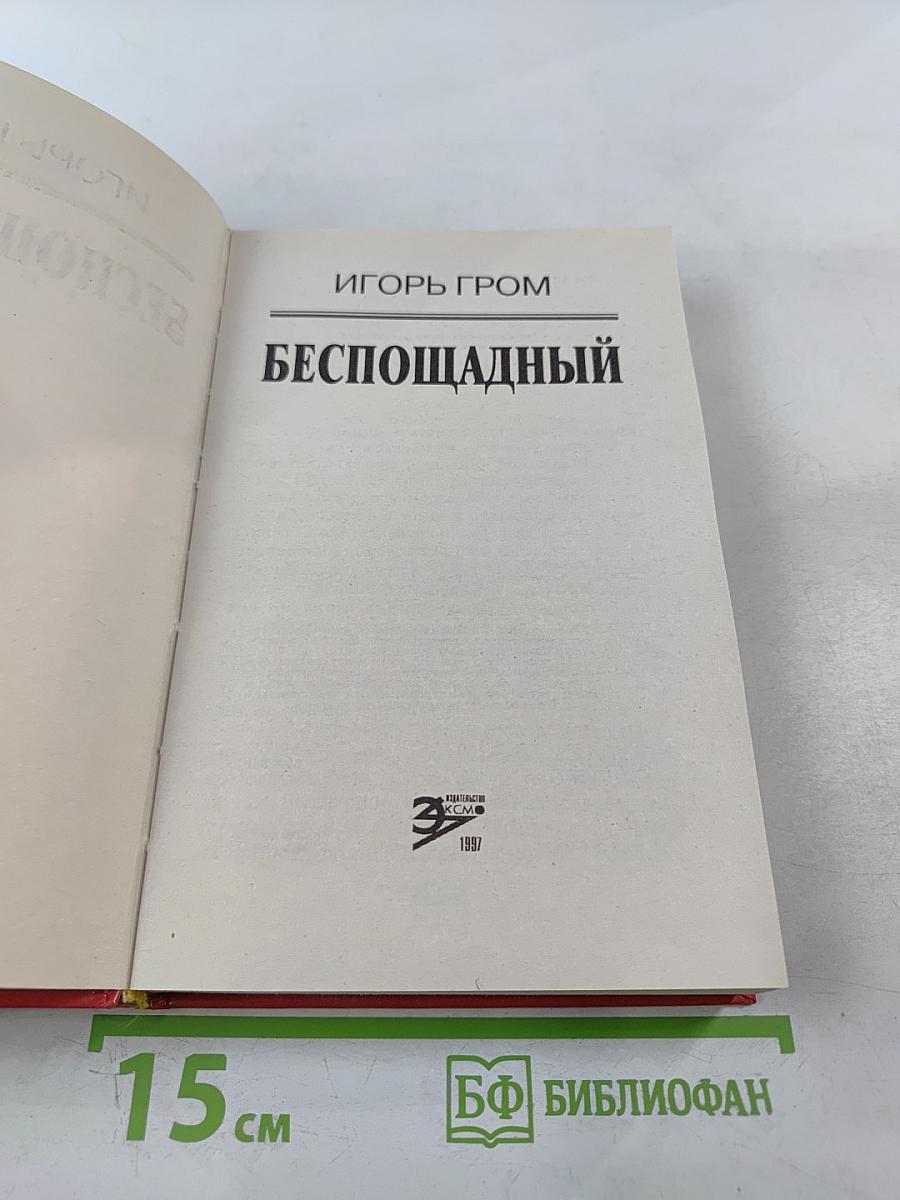 ИГОРЬ ГРОМ
БЕСПОЩАДНЫЙ
ИЗДАТЕЛЬСТВО
ЭКСМО
1997
15 см
БФ БИБЛИОФАН